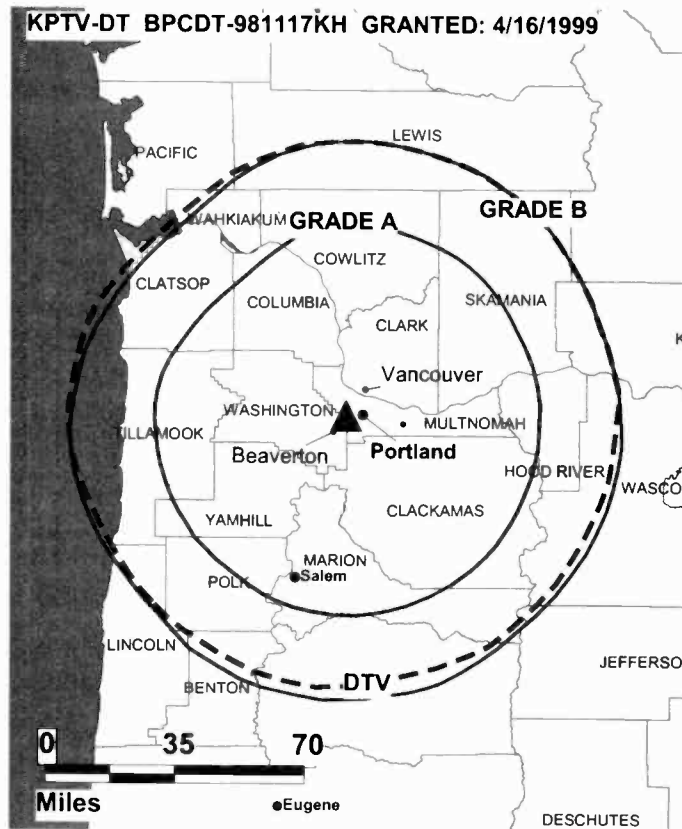 KPTV-DT BPCDT-981117KH GRANTED: 4/16/1999
LEWIS
PACIFIC
WAHKIAKUM
GRADE A
GRADE B
COWLITZ
CLATSOP
COLUMBIA
SKAMANIA
CLARK
K
Vancouver
WASHINGTON
MULTNOMAH
TILLAMOOK
Beaverton
Portland
HOOD RIVER
WASCO
YAMHILL
CLACKAMAS
MARION
POLK
Salem
LINCOLN
JEFFERSO
BENTON
DTV
0 35 70
Miles
Eugene
DESCHUTES